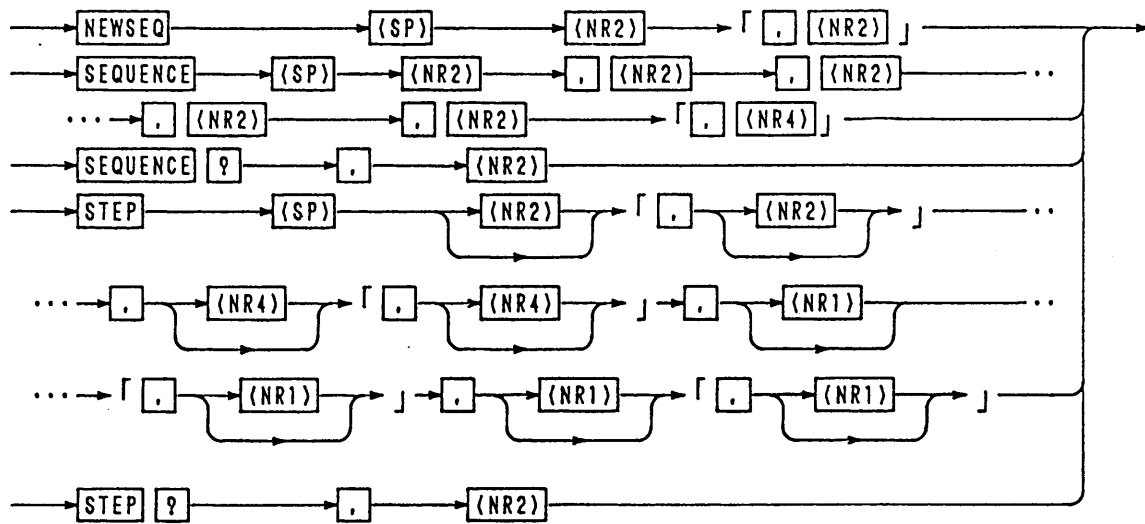 NEWSEQ (SP) (NR2) 「 , (NR2) 」
SEQUENCE (SP) (NR2) , (NR2) , (NR2) ··
··· , (NR2) , (NR2) 「 , (NR4) 」
SEQUENCE ? , (NR2)
STEP (SP) (NR2) 「 , (NR2) 」 ··
··· , (NR4) 「 , (NR4) 」 , (NR1) ··
··· 「 , (NR1) 」 , (NR1) 「 , (NR1) 」
STEP ? , (NR2)